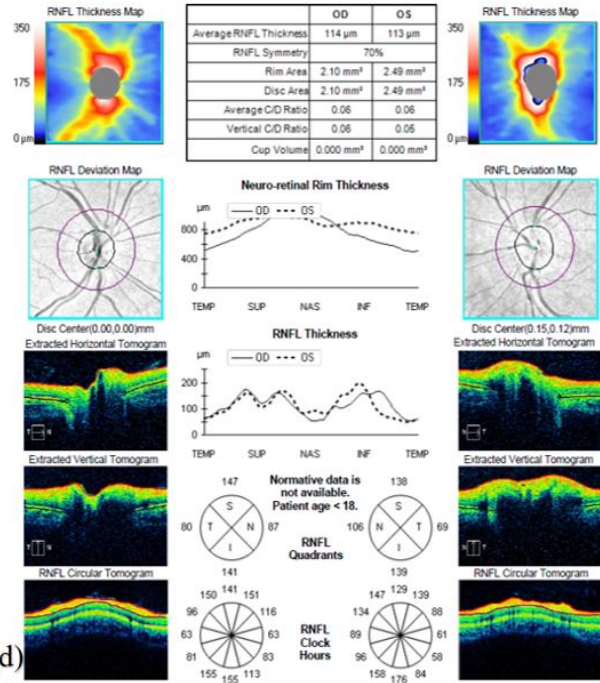 RNFL Thickness Map
350
175
0 µm
OD OS
Average RNFL Thickness 114 µm 113 µm
RNFL Symmetry 70%
Rim Area 2.10 mm² 2.49 mm²
Disc Area 2.10 mm² 2.49 mm²
Average C/D Ratio 0.06 0.06
Vertical C/D Ratio 0.06 0.05
Cup Volume 0.000 mm³ 0.000 mm³
RNFL Thickness Map
350
175
0 µm
RNFL Deviation Map
Disc Center(0.00,0.00)mm
Neuro-retinal Rim Thickness
µm
OD OS
800
400
0
TEMP SUP NAS INF TEMP
RNFL Deviation Map
Disc Center(0.15,0.12)mm
Extracted Horizontal Tomogram
T N
RNFL Thickness
µm
OD OS
200
100
0
TEMP SUP NAS INF TEMP
Extracted Horizontal Tomogram
N T
Extracted Vertical Tomogram
Extracted Vertical Tomogram
Normative data is
not available.
Patient age < 18.
147
80 S T N I 87
141
RNFL
Quadrants
138
106 S N T I 69
139
RNFL Circular Tomogram
RNFL Circular Tomogram
141
150 151
96 116
63 63
81 83
155 113
155
RNFL
Clock
Hours
129
147 139
134 88
89 61
96 58
158 84
176
d)